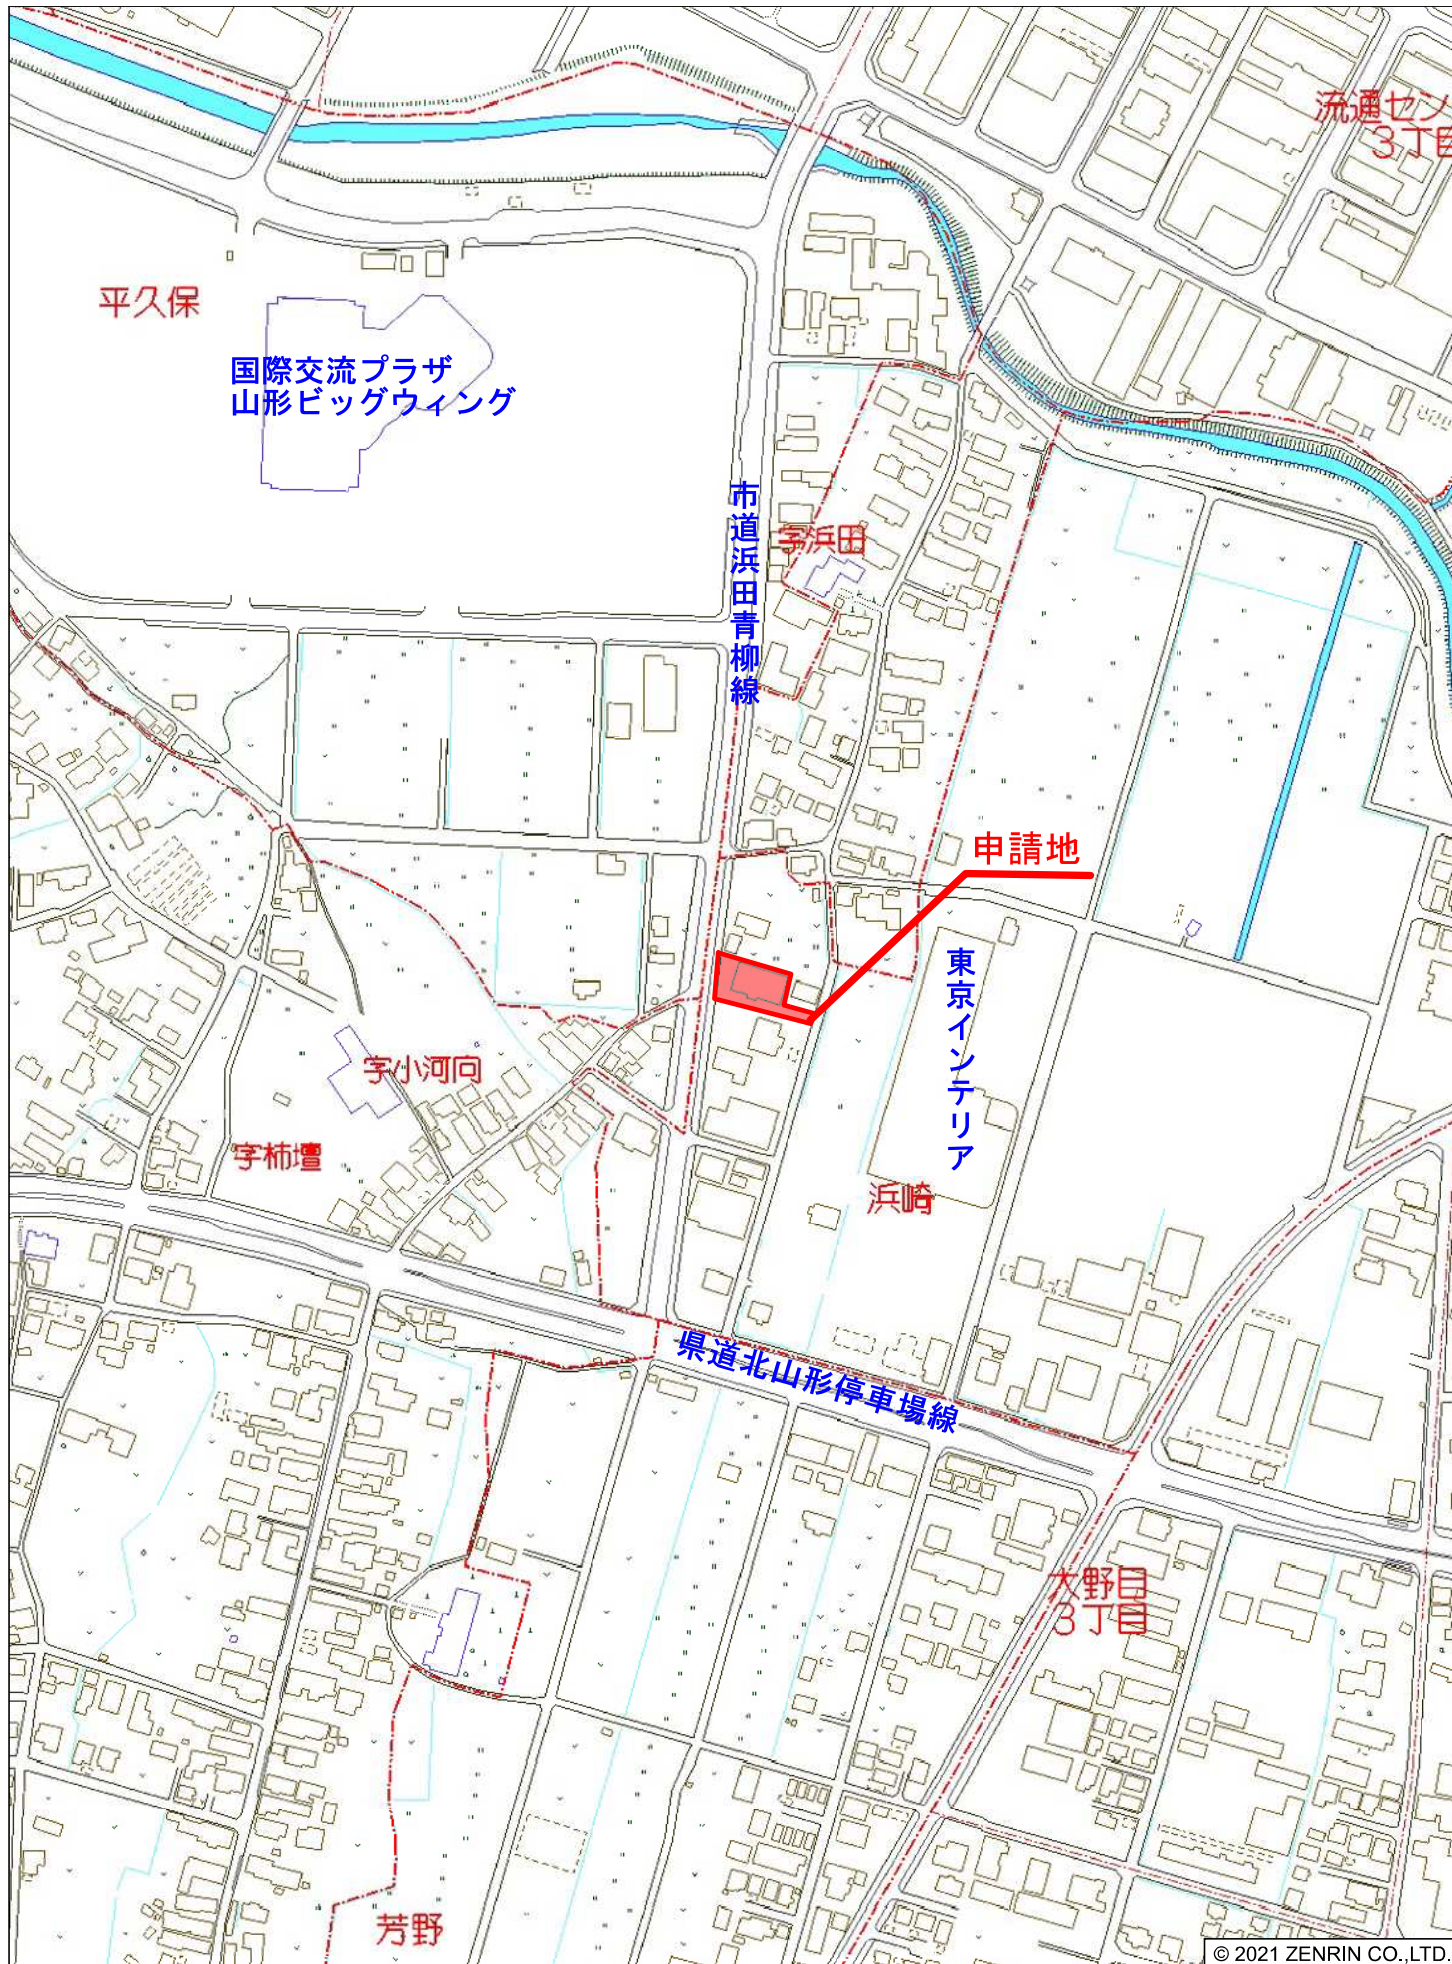 流通セン
3丁目
平久保
国際交流プラザ
山形ビッグウィング
市道浜田青柳線
字浜田
申請地
東京インテリア
字小河向
字柿壇
浜崎
県道北山形停車場線
大野目
3丁目
芳野
© 2021 ZENRIN CO.,LTD.